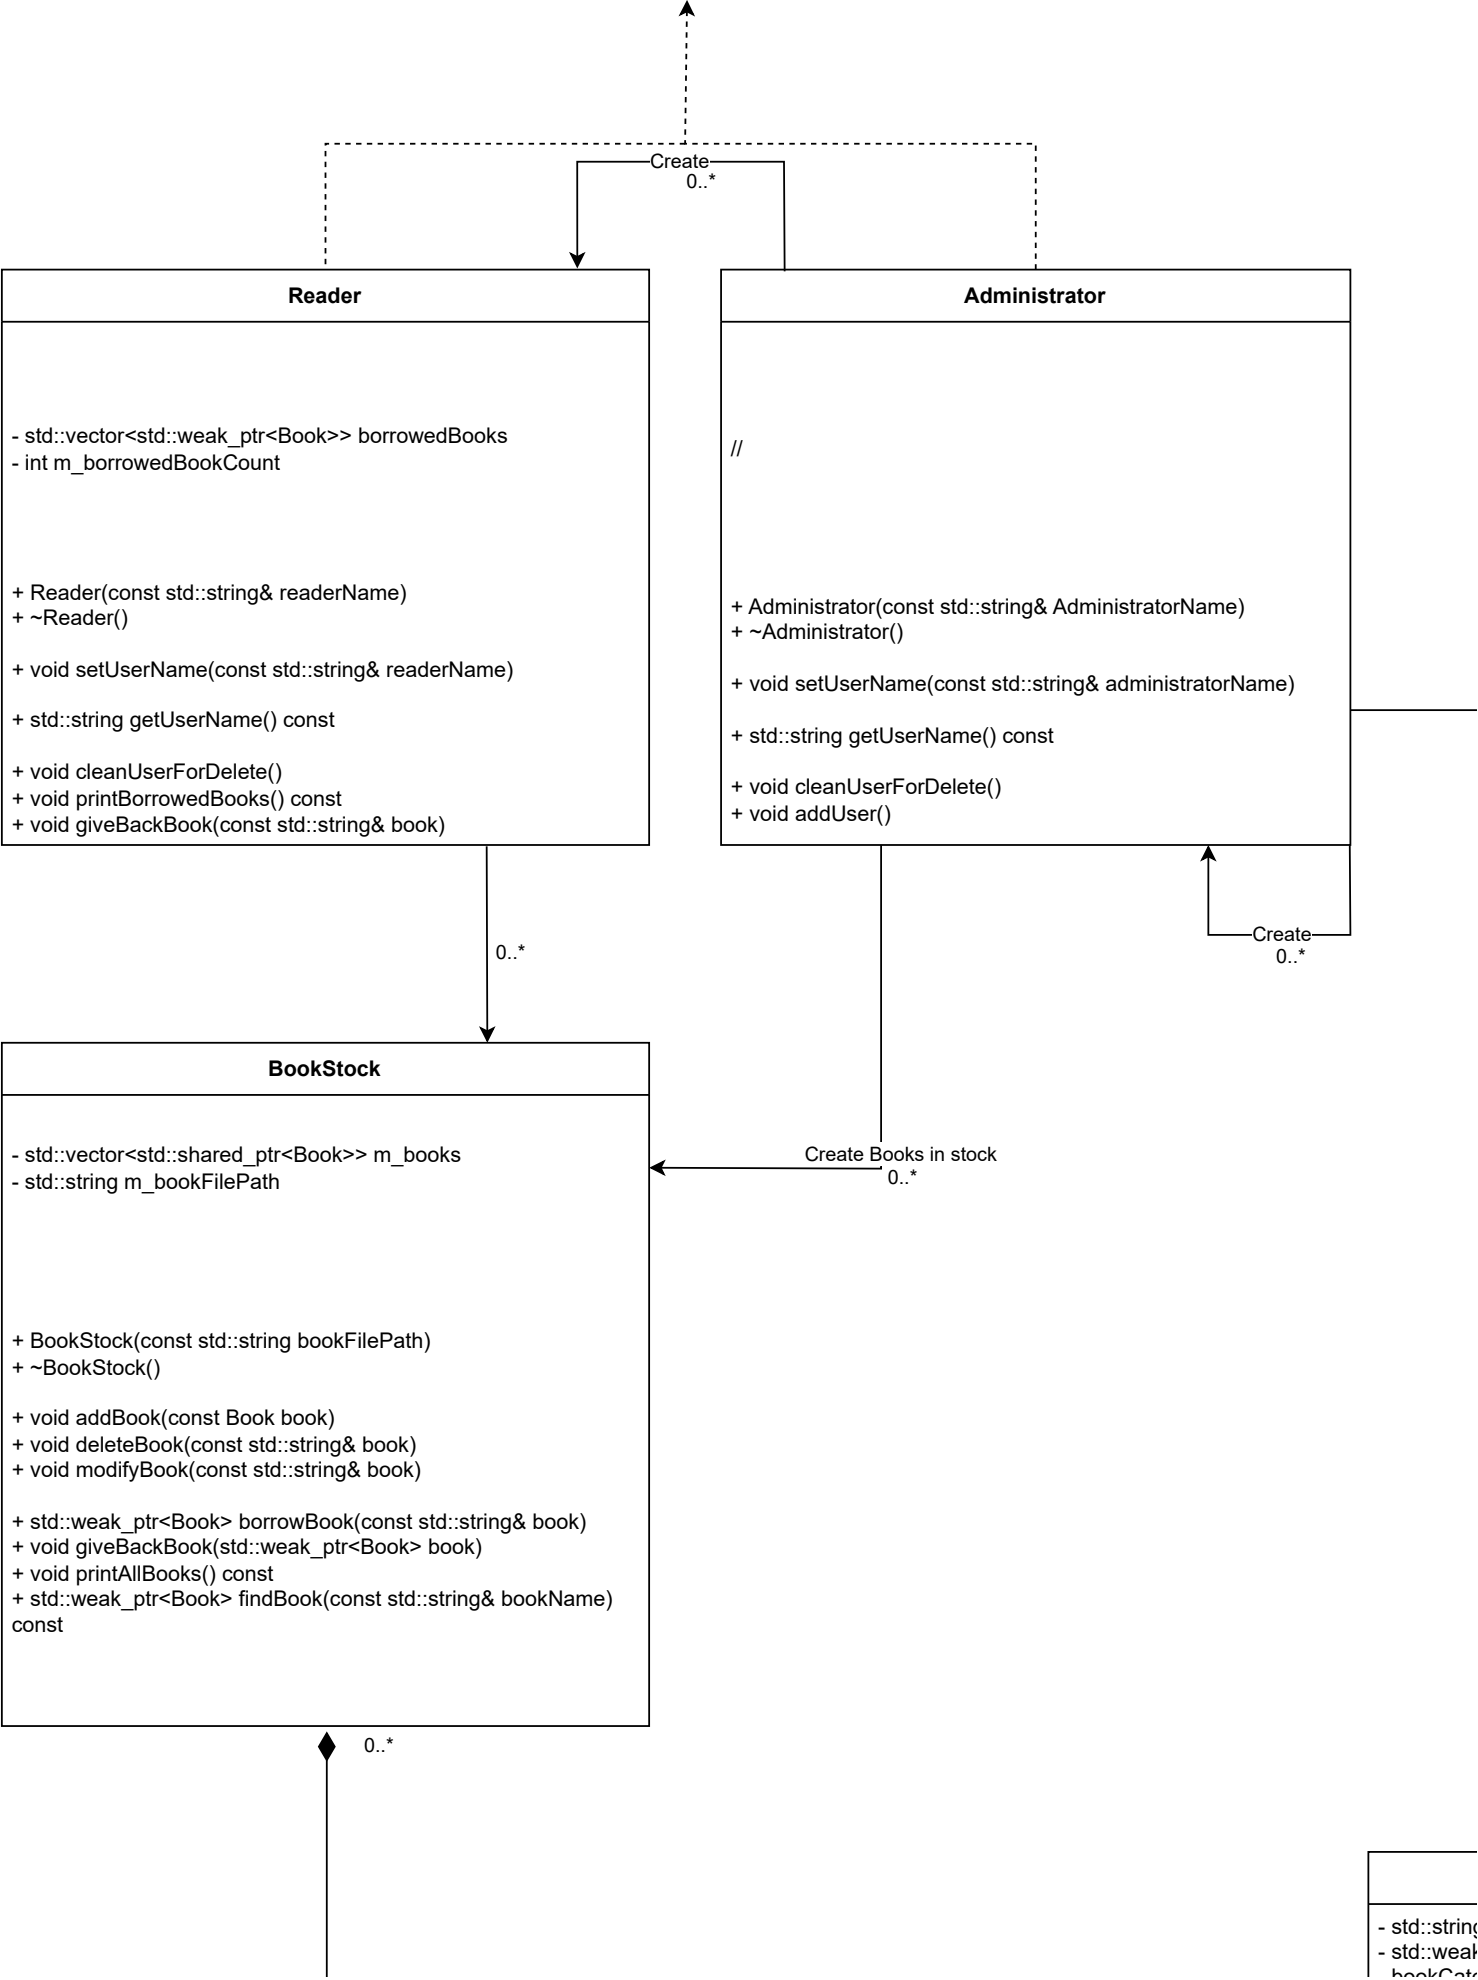 Create
0..*
Reader
- std::vector<std::weak_ptr<Book>> borrowedBooks
- int m_borrowedBookCount
+ Reader(const std::string& readerName)
+ ~Reader()
+ void setUserName(const std::string& readerName)
+ std::string getUserName() const
+ void cleanUserForDelete()
+ void printBorrowedBooks() const
+ void giveBackBook(const std::string& book)
Administrator
//
+ Administrator(const std::string& AdministratorName)
+ ~Administrator()
+ void setUserName(const std::string& administratorName)
+ std::string getUserName() const
+ void cleanUserForDelete()
+ void addUser()
0..*
Create
0..*
BookStock
- std::vector<std::shared_ptr<Book>> m_books
- std::string m_bookFilePath
+ BookStock(const std::string bookFilePath)
+ ~BookStock()
+ void addBook(const Book book)
+ void deleteBook(const std::string& book)
+ void modifyBook(const std::string& book)
+ std::weak_ptr<Book> borrowBook(const std::string& book)
+ void giveBackBook(std::weak_ptr<Book> book)
+ void printAllBooks() const
+ std::weak_ptr<Book> findBook(const std::string& bookName)
const
Create Books in stock
0..*
0..*
- std::string
- std::weak